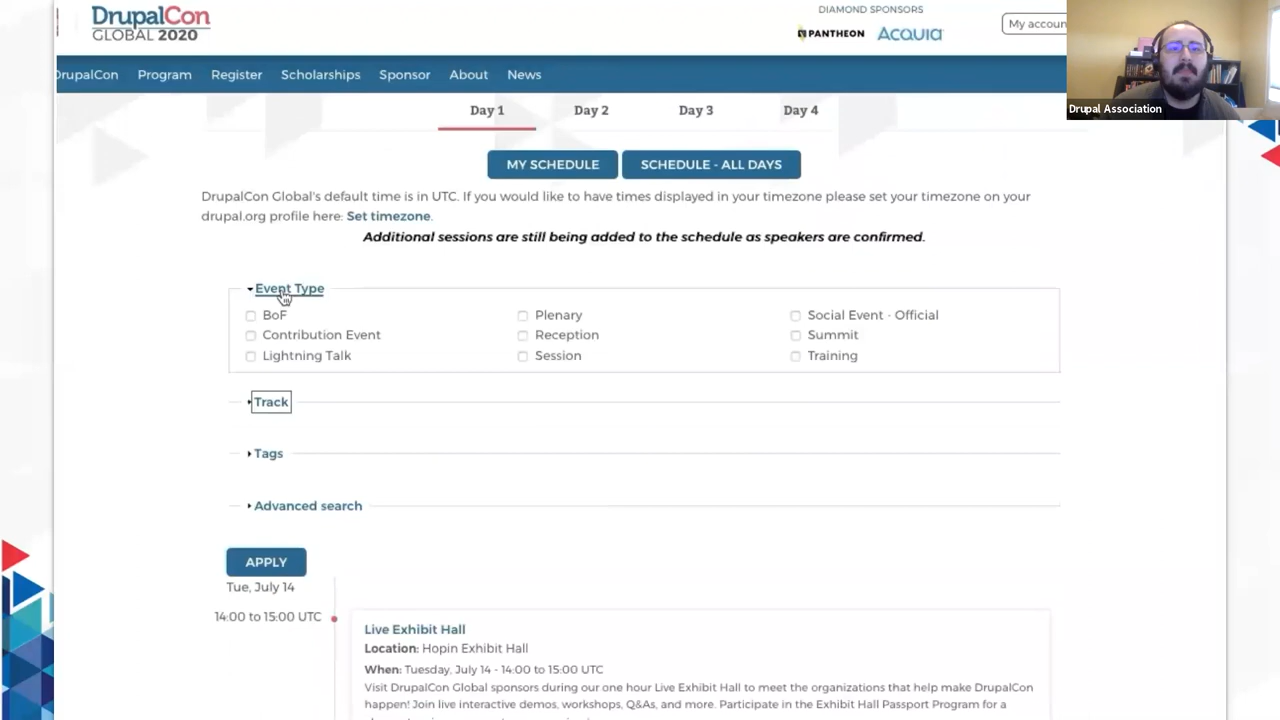 DrupalCon
GLOBAL 2020
DIAMOND SPONSORS
PANTHEON
ACQUIA
My accoun
DrupalCon Program Register Scholarships Sponsor About News
Drupal Association
Day 1 Day 2 Day 3 Day 4
MY SCHEDULE SCHEDULE - ALL DAYS
DrupalCon Global's default time is in UTC. If you would like to have times displayed in your timezone please set your timezone on your
drupal.org profile here: Set timezone.
Additional sessions are still being added to the schedule as speakers are confirmed.
Event Type
BoF Plenary Social Event - Official
Contribution Event Reception Summit
Lightning Talk Session Training
Track
Tags
Advanced search
APPLY
Tue, July 14
14:00 to 15:00 UTC
Live Exhibit Hall
Location: Hopin Exhibit Hall
When: Tuesday, July 14 - 14:00 to 15:00 UTC
Visit DrupalCon Global sponsors during our one hour Live Exhibit Hall to meet the organizations that help make DrupalCon
happen! Join live interactive demos, workshops, Q&As, and more. Participate in the Exhibit Hall Passport Program for a